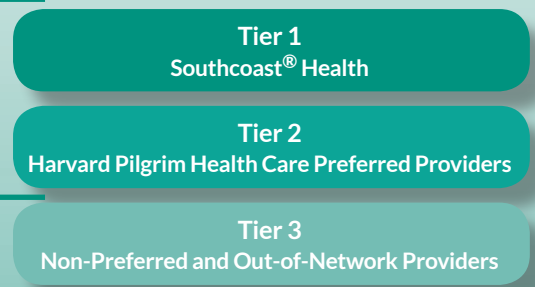 Tier 1
Southcoast® Health
Tier 2
Harvard Pilgrim Health Care Preferred Providers
Tier 3
Non-Preferred and Out-of-Network Providers